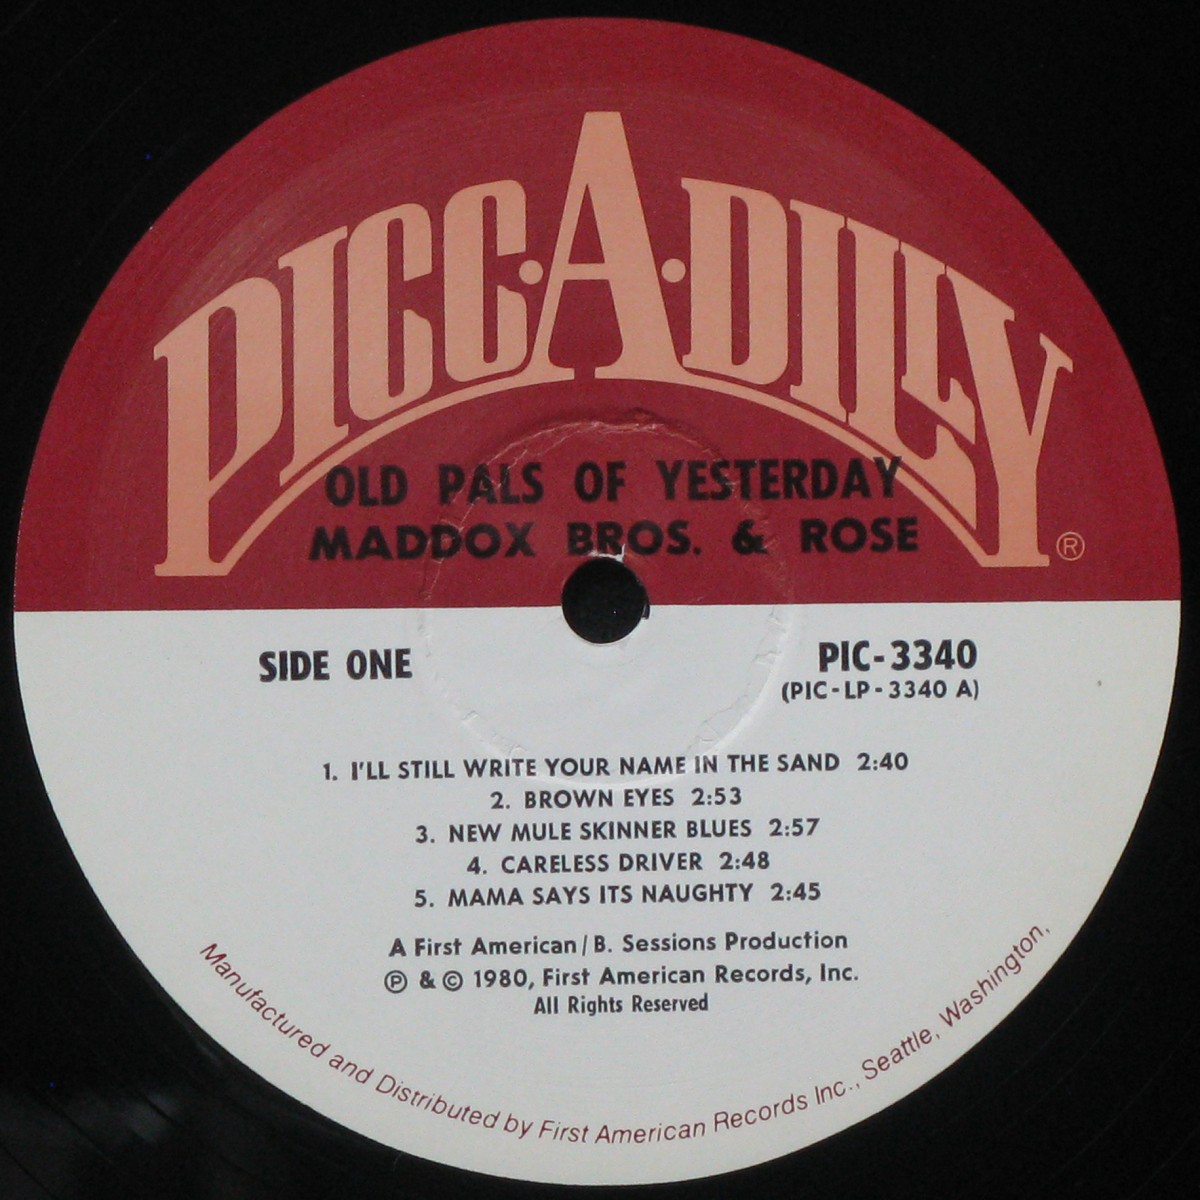 PICC·A·DILLY ®
OLD PALS OF YESTERDAY
MADDOX BROS. & ROSE
SIDE ONE
PIC-3340
(PIC-LP-3340 A)
1. I'LL STILL WRITE YOUR NAME IN THE SAND 2:40
2. BROWN EYES 2:53
3. NEW MULE SKINNER BLUES 2:57
4. CARELESS DRIVER 2:48
5. MAMA SAYS ITS NAUGHTY 2:45
A First American/B. Sessions Production
℗ & © 1980, First American Records, Inc.
All Rights Reserved
Manufactured and Distributed by First American Records Inc., Seattle, Washington,